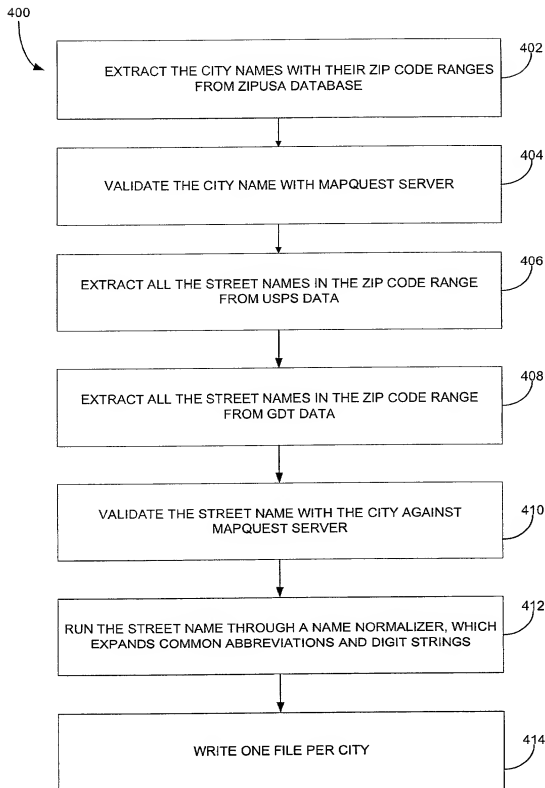 400
402
EXTRACT THE CITY NAMES WITH THEIR ZIP CODE RANGES
FROM ZIPUSA DATABASE
404
VALIDATE THE CITY NAME WITH MAPQUEST SERVER
406
EXTRACT ALL THE STREET NAMES IN THE ZIP CODE RANGE
FROM USPS DATA
408
EXTRACT ALL THE STREET NAMES IN THE ZIP CODE RANGE
FROM GDT DATA
410
VALIDATE THE STREET NAME WITH THE CITY AGAINST
MAPQUEST SERVER
412
RUN THE STREET NAME THROUGH A NAME NORMALIZER, WHICH
EXPANDS COMMON ABBREVIATIONS AND DIGIT STRINGS
414
WRITE ONE FILE PER CITY